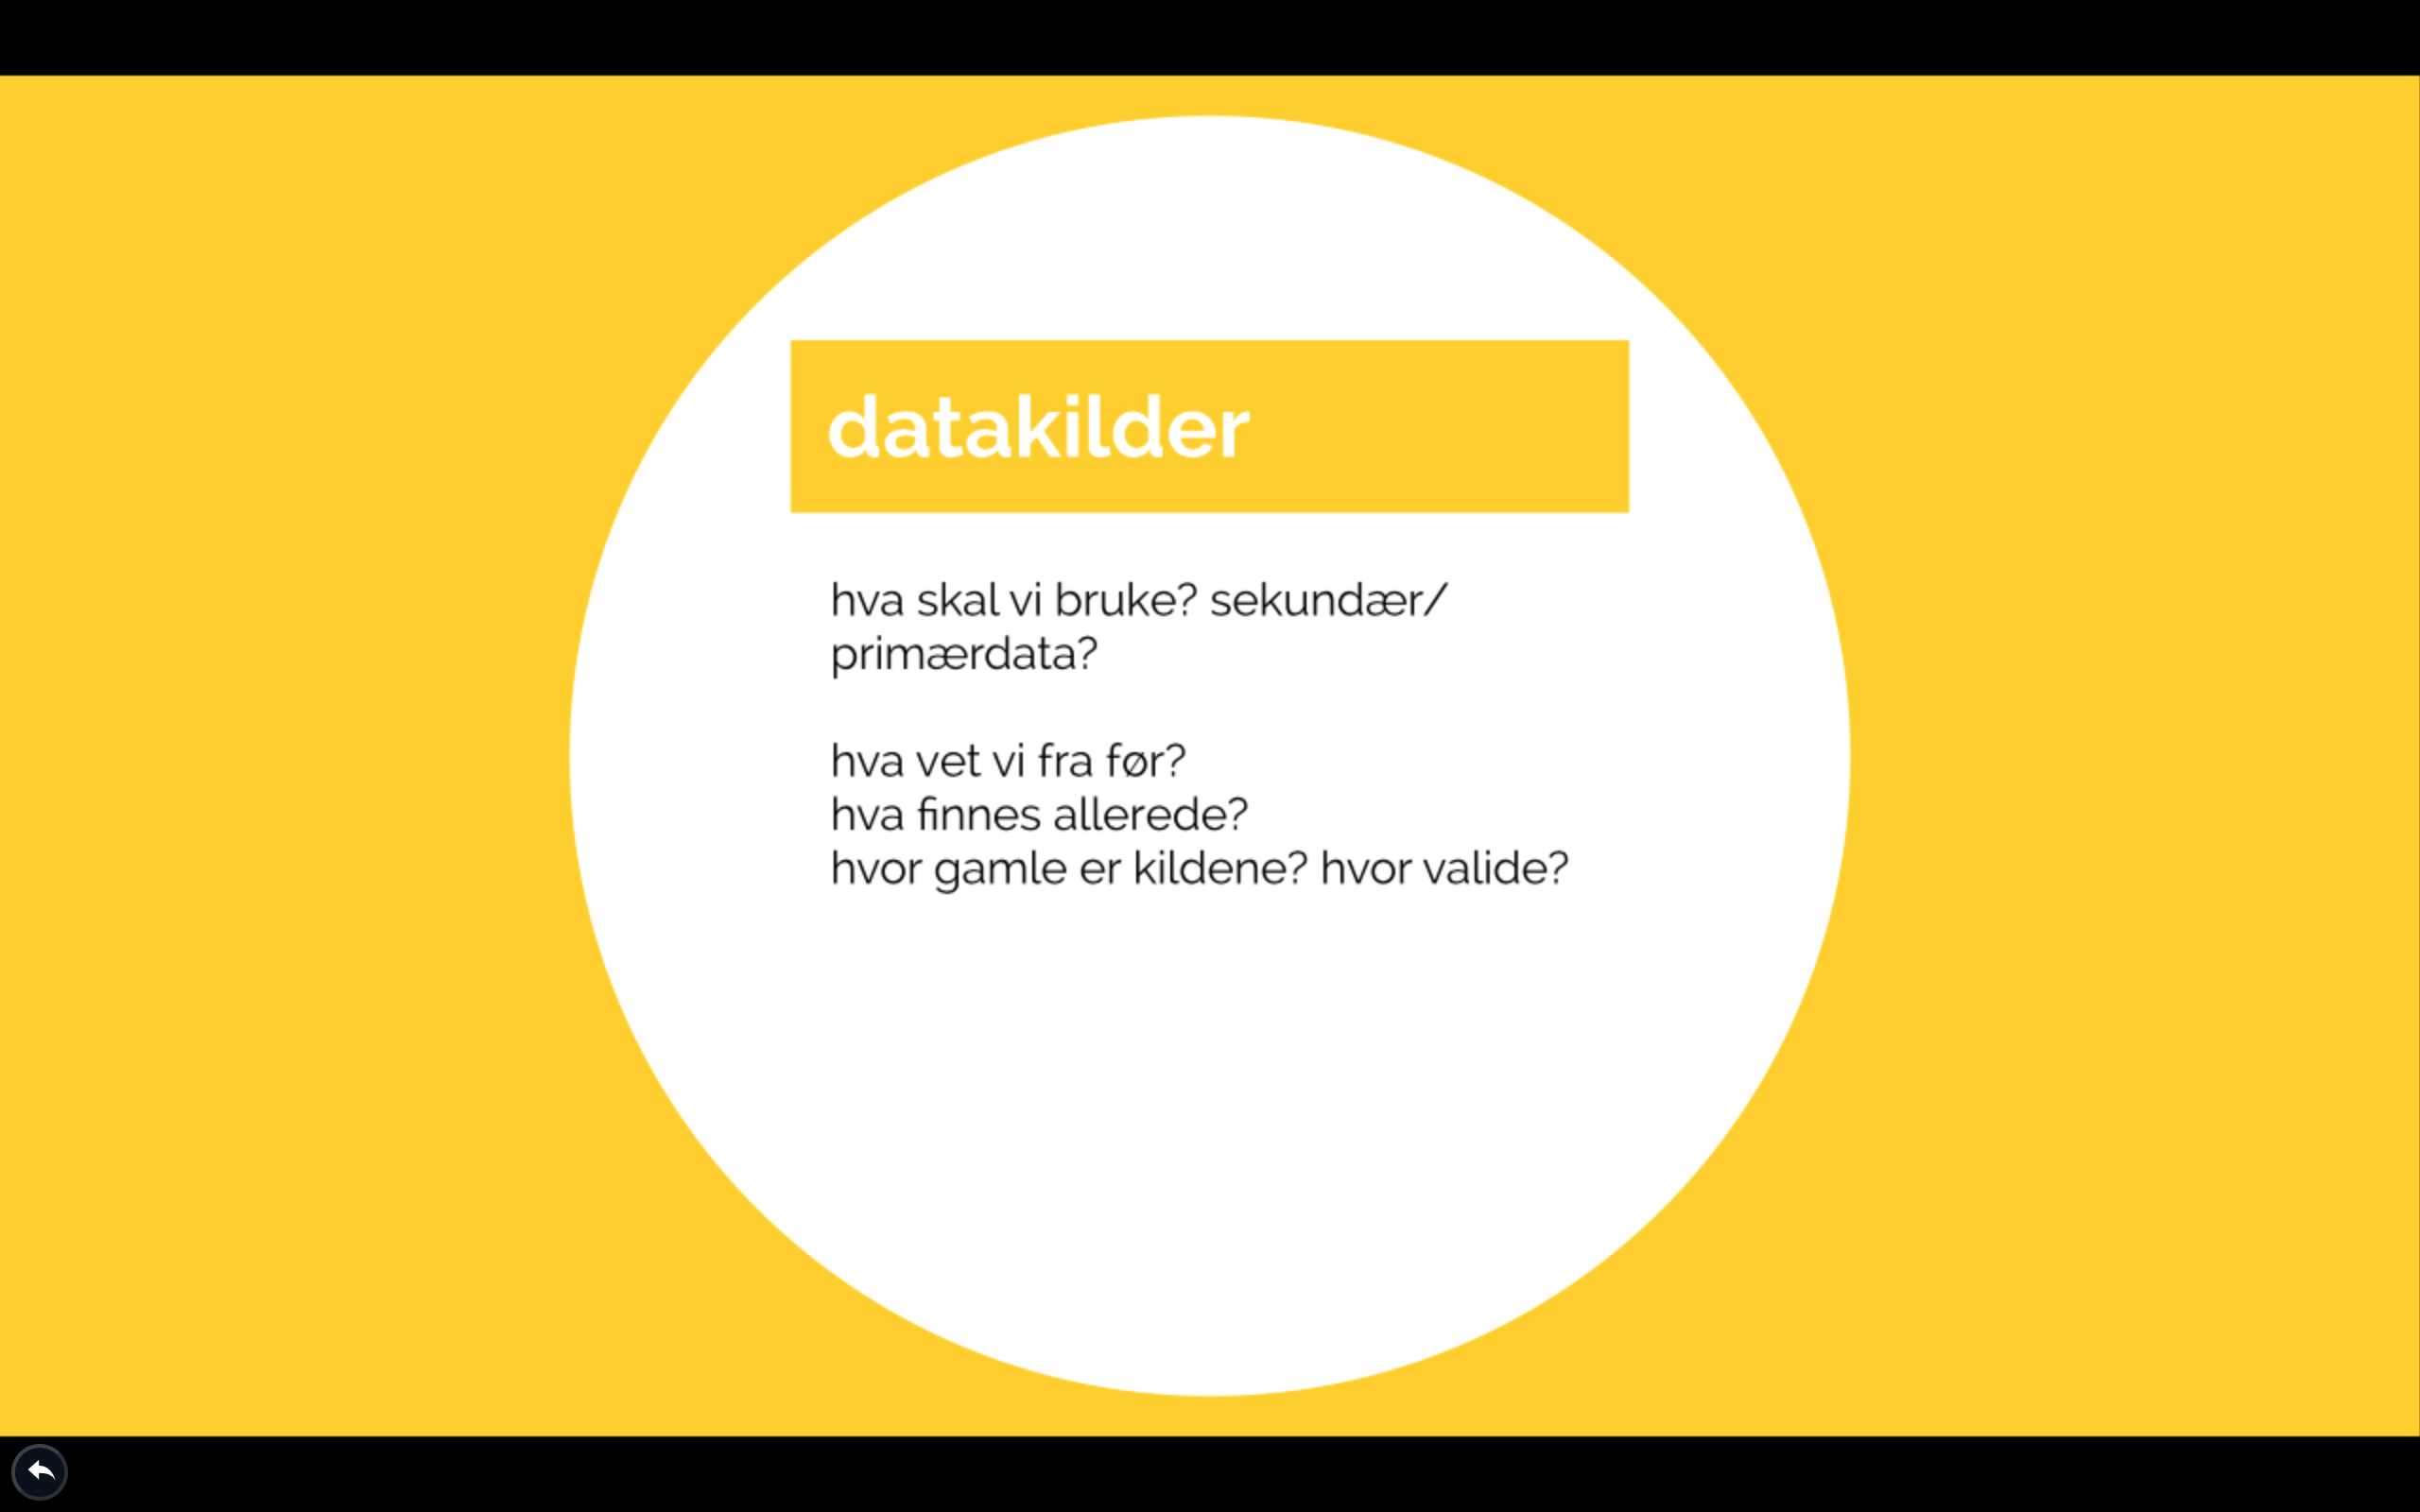 datakilder
hva skal vi bruke? sekundær/
primærdata?
hva vet vi fra før?
hva finnes allerede?
hvor gamle er kildene? hvor valide?